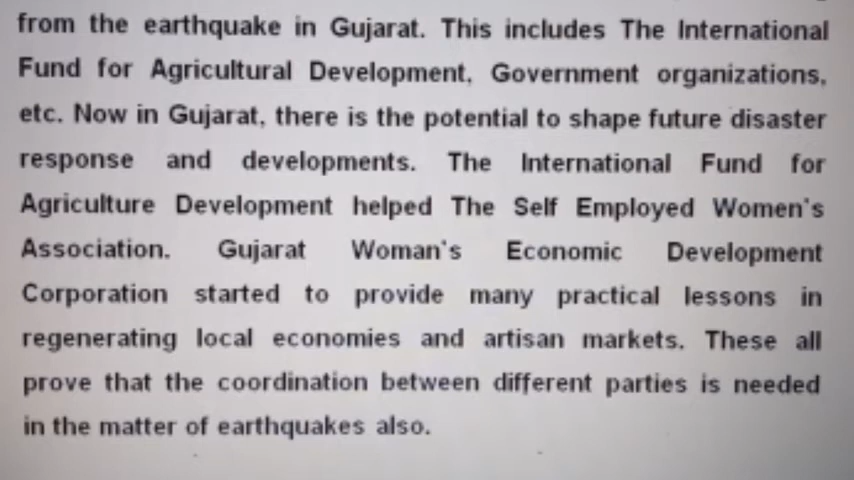 from the earthquake in Gujarat. This includes The International
Fund for Agricultural Development, Government organizations,
etc. Now in Gujarat, there is the potential to shape future disaster
response and developments. The International Fund for
Agriculture Development helped The Self Employed Women's
Association. Gujarat Woman's Economic Development
Corporation started to provide many practical lessons in
regenerating local economies and artisan markets. These all
prove that the coordination between different parties is needed
in the matter of earthquakes also.